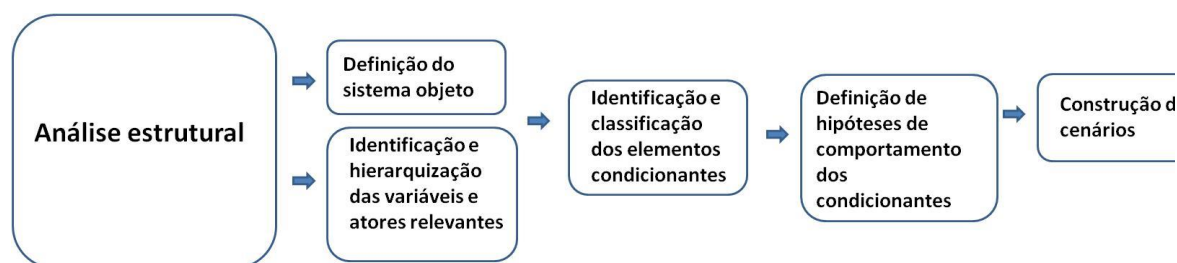 Análise estrutural
Definição do
sistema objeto
Identificação e
hierarquização
das variáveis e
atores relevantes
Identificação e
classificação
dos elementos
condicionantes
Definição de
hipóteses de
comportamento
dos
condicionantes
Construção d
cenários